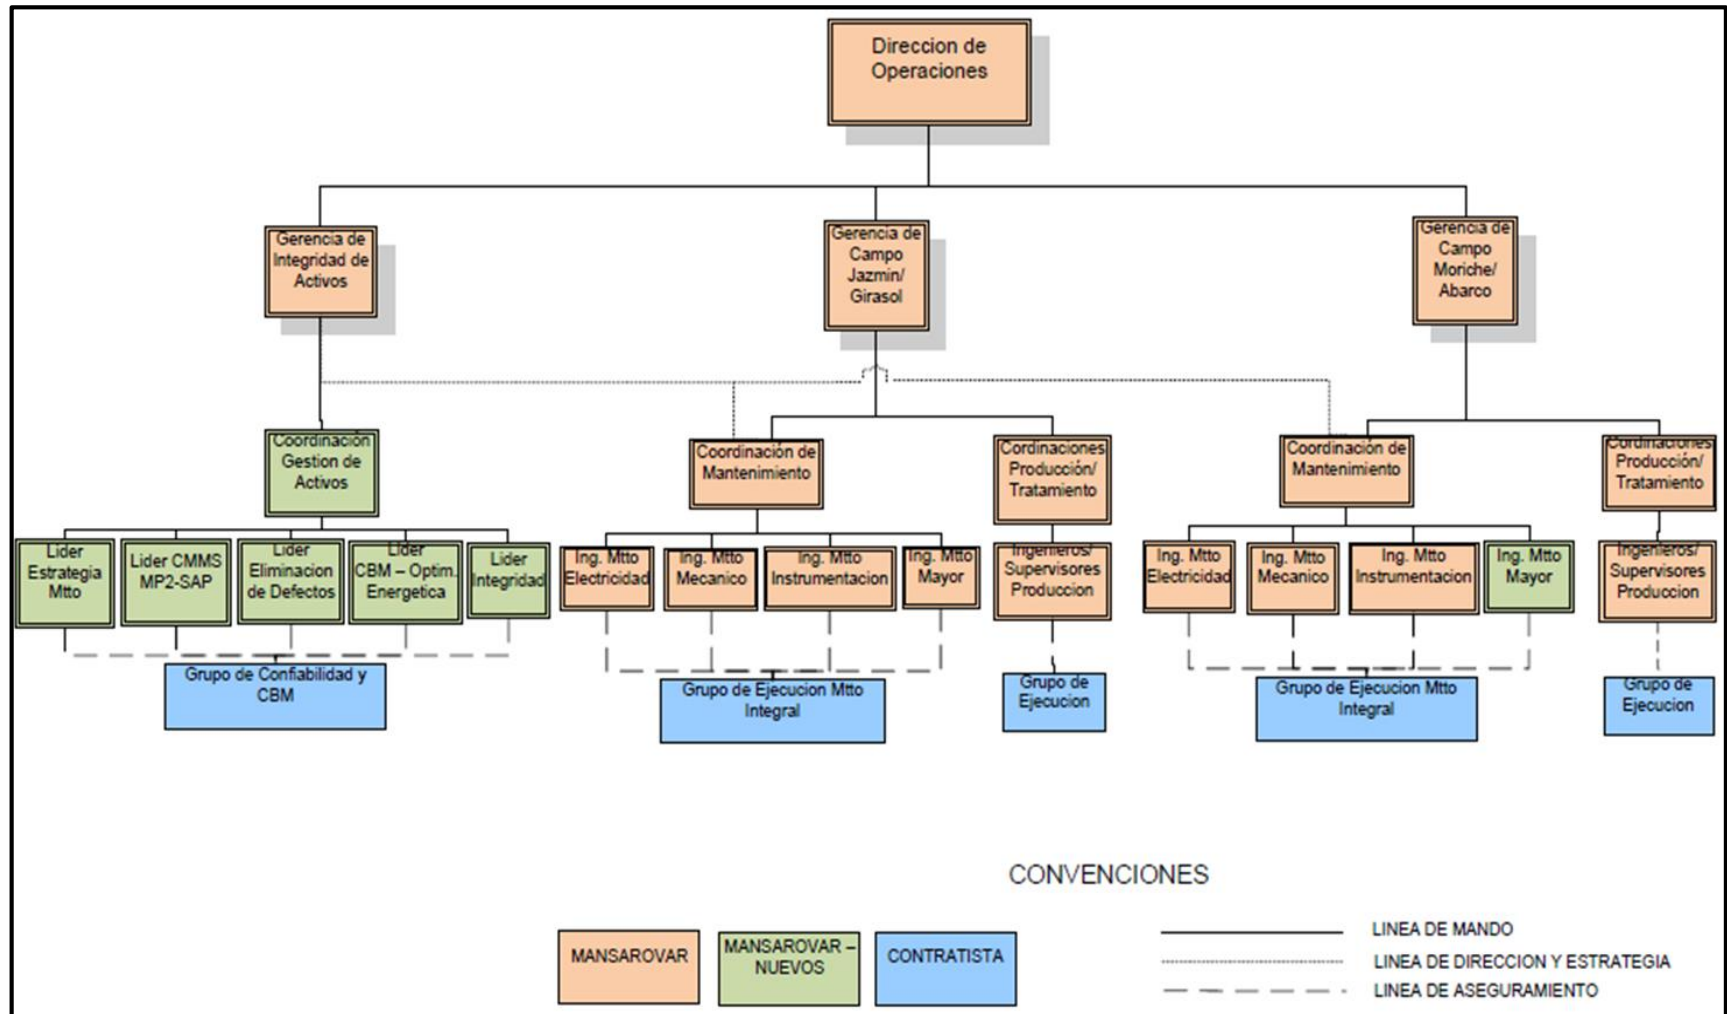 Direccion de
Operaciones
Gerencia de
Integridad de
Activos
Gerencia de
Campo
Jazmin/
Girasol
Gerencia de
Campo
Moriche/
Abarco
Coordinación
Gestion de
Activos
Coordinación de
Mantenimiento
Cordinaciones
Producción/
Tratamiento
Coordinación de
Mantenimiento
Cordinaciones
Producción/
Tratamiento
Lider
Estrategia
Mtto
Lider CMMS
MP2-SAP
Lider
Eliminacion
de Defectos
Lider
CBM – Optim.
Energetica
Lider
Integridad
Ing. Mtto
Electricidad
Ing. Mtto
Mecanico
Ing. Mtto
Instrumentacion
Ing. Mtto
Mayor
Ingenieros/
Supervisores
Produccion
Ing. Mtto
Electricidad
Ing. Mtto
Mecanico
Ing. Mtto
Instrumentacion
Ing. Mtto
Mayor
Ingenieros/
Supervisores
Produccion
Grupo de Confiabilidad y
CBM
Grupo de Ejecucion Mtto
Integral
Grupo de
Ejecucion
Grupo de Ejecucion Mtto
Integral
Grupo de
Ejecucion
CONVENCIONES
MANSAROVAR
MANSAROVAR –
NUEVOS
CONTRATISTA
LINEA DE MANDO
LINEA DE DIRECCION Y ESTRATEGIA
LINEA DE ASEGURAMIENTO